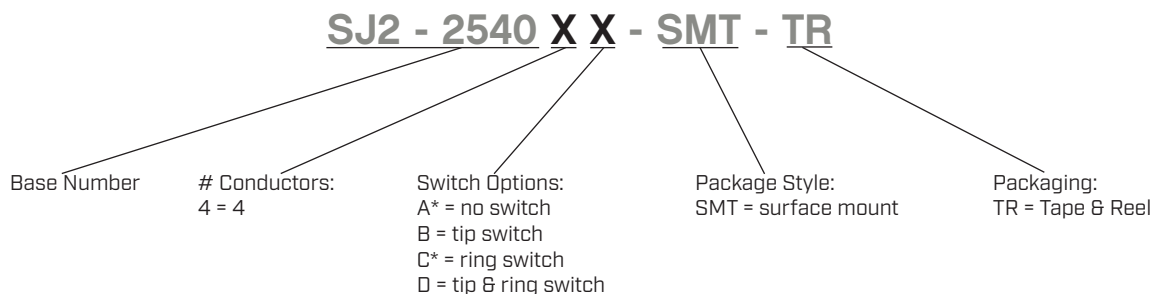 SJ2 - 2540 X X - SMT - TR
Base Number
# Conductors:
4 = 4
Switch Options:
A* = no switch
B = tip switch
C* = ring switch
D = tip & ring switch
Package Style:
SMT = surface mount
Packaging:
TR = Tape & Reel